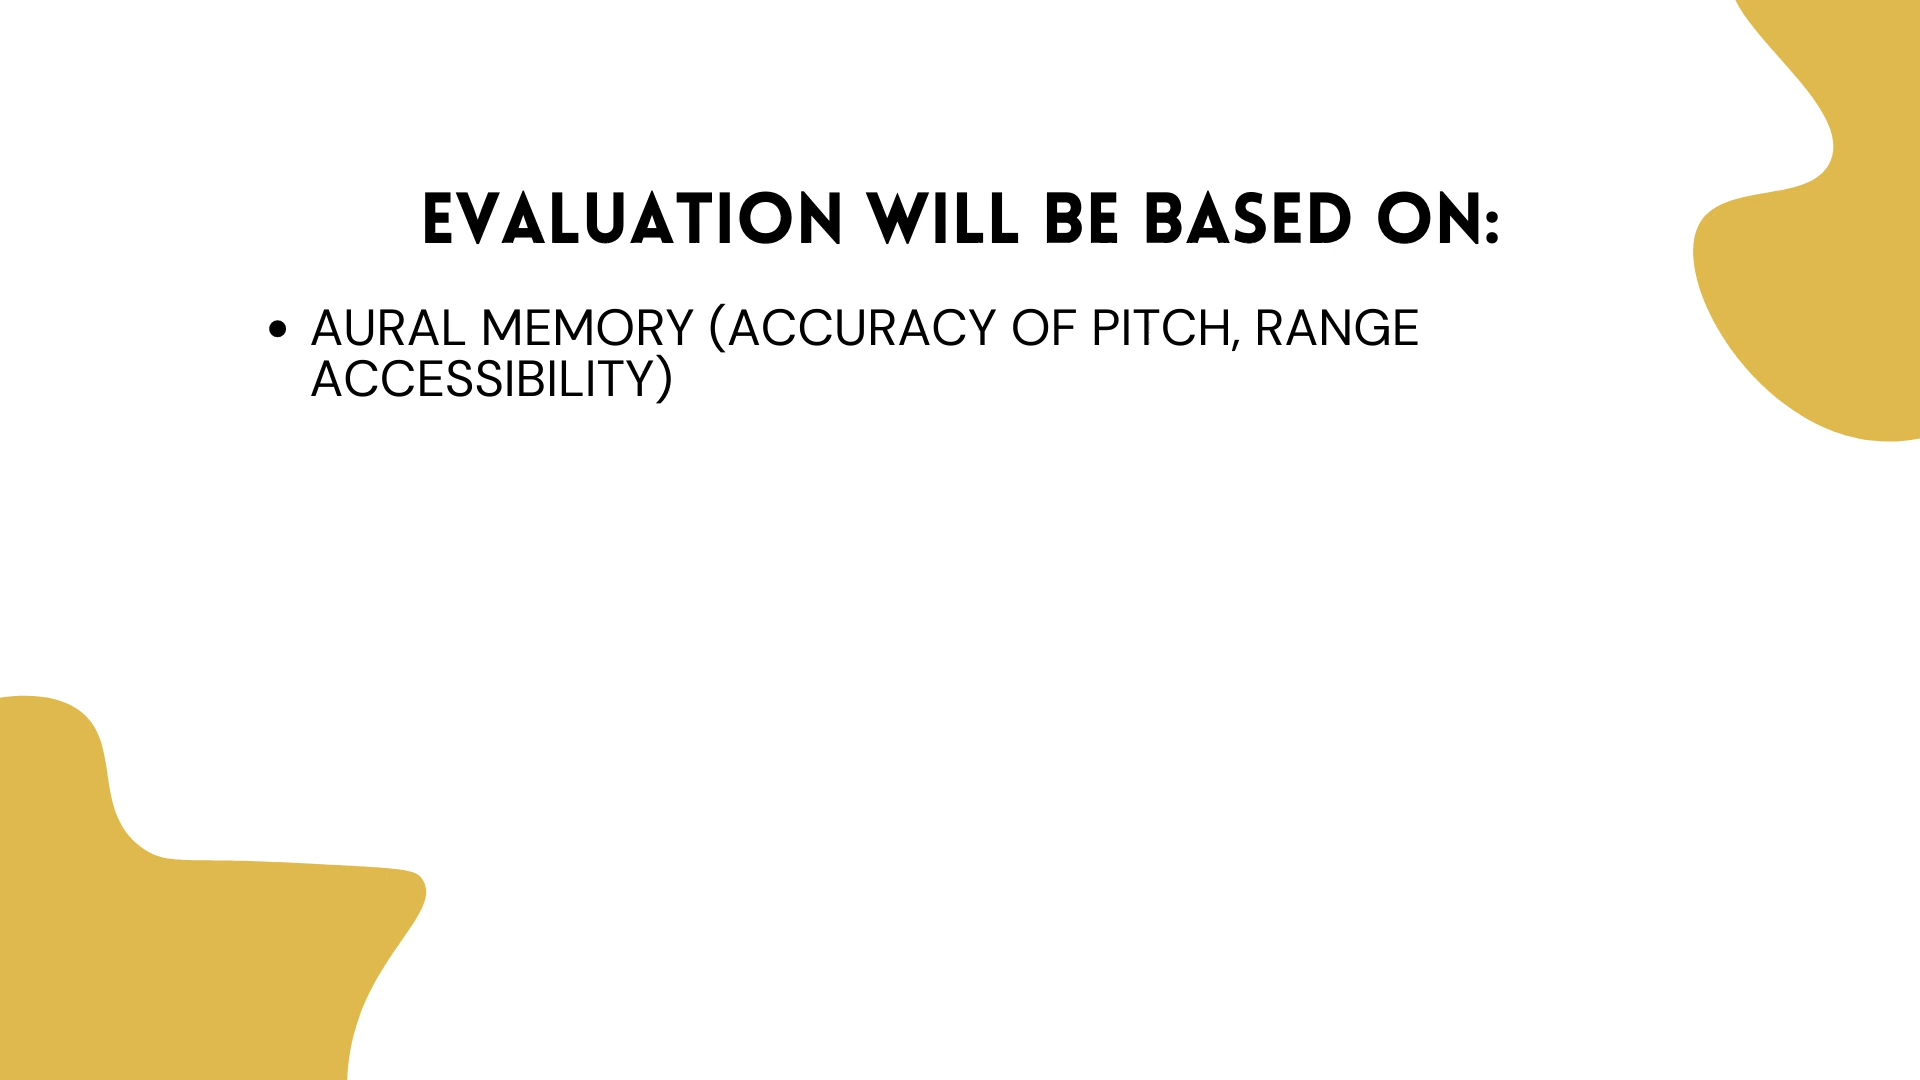 EVALUATION WILL BE BASED ON:
• AURAL MEMORY (ACCURACY OF PITCH, RANGE
ACCESSIBILITY)